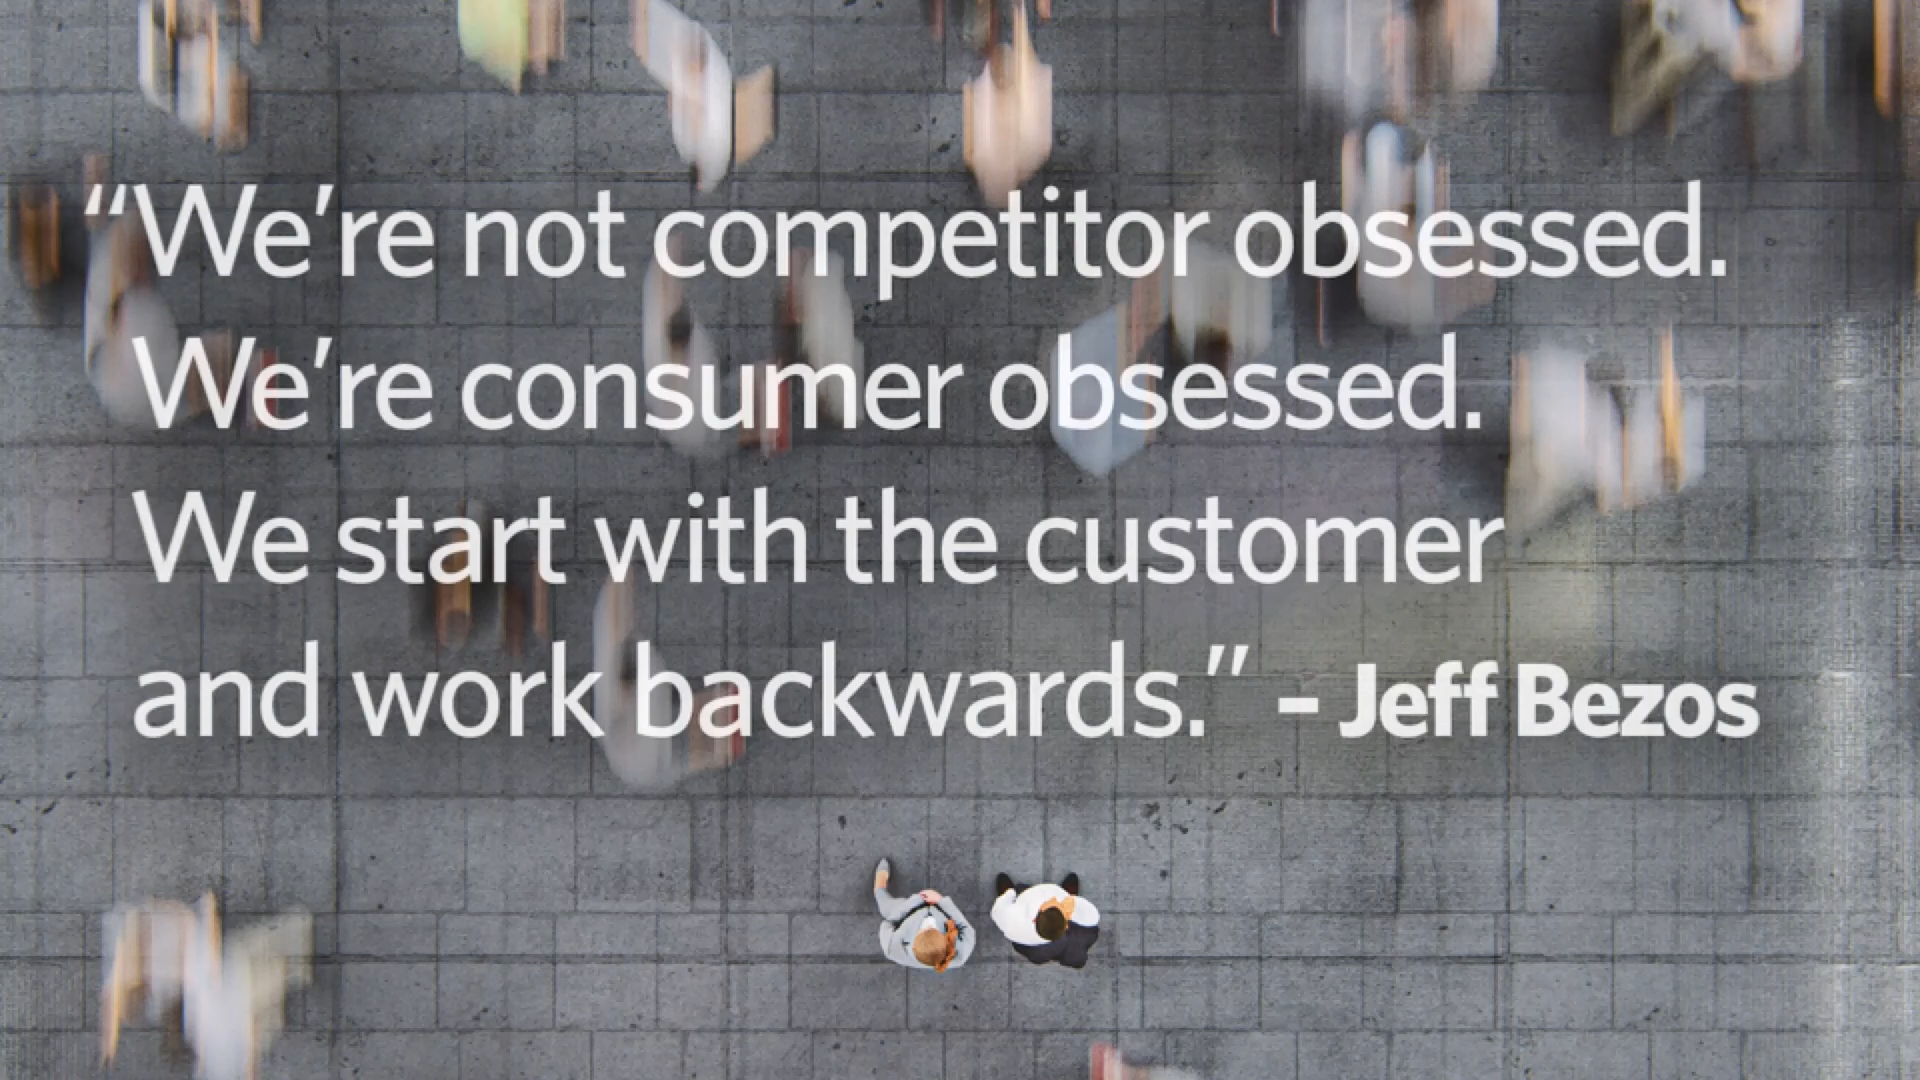 “We’re not competitor obsessed.
We’re consumer obsessed.
We start with the customer
and work backwards.” – Jeff Bezos